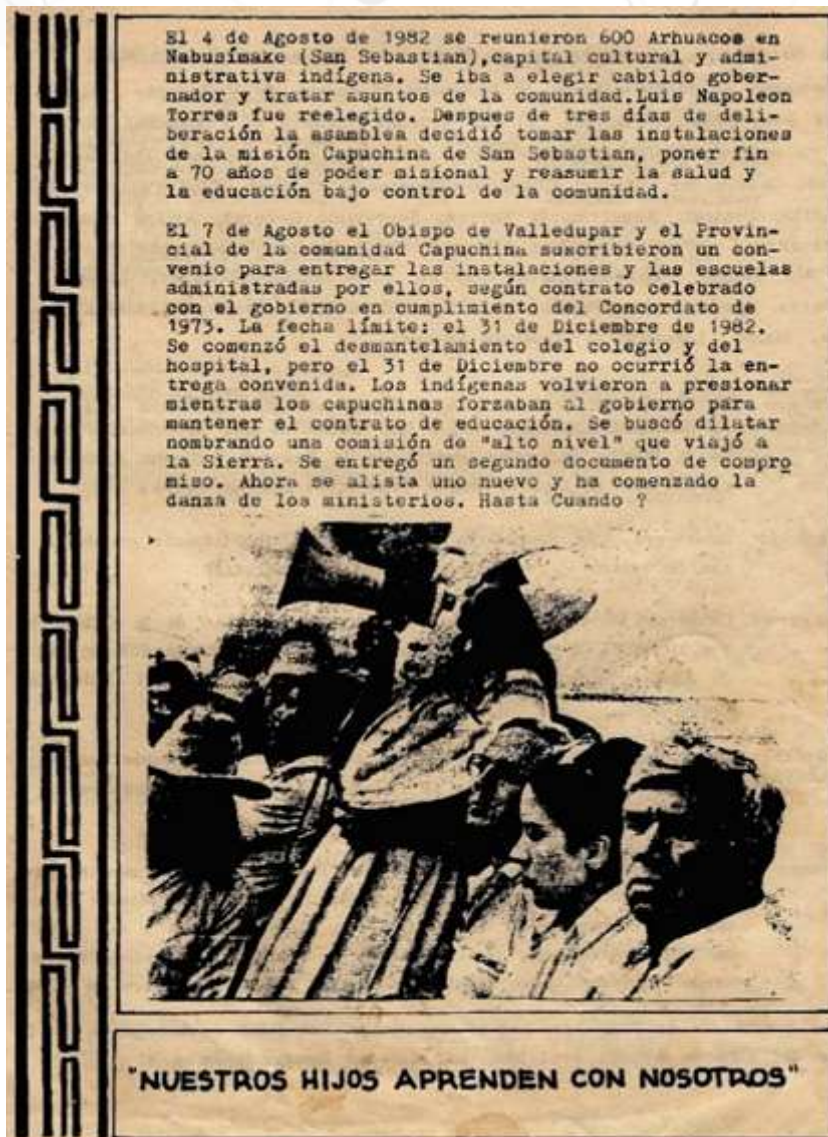 El 4 de Agosto de 1982 se reunieron 600 Arhuacos en
Nabusímake (San Sebastian),capital cultural y admi-
nistrativa indígena. Se iba a elegir cabildo gober-
nador y tratar asuntos de la comunidad.Luis Napoleon
Torres fue reelegido. Despues de tres días de deli-
beración la asamblea decidió tomar las instalaciones
de la misión Capuchina de San Sebastian, poner fin
a 70 años de poder misional y reasumir la salud y
la educación bajo control de la comunidad.
El 7 de Agosto el Obispo de Valledupar y el Provin-
cial de la comunidad Capuchina suscribieron un con-
venio para entregar las instalaciones y las escuelas
administradas por ellos, según contrato celebrado
con el gobierno en cumplimiento del Concordato de
1973. La fecha límite: el 31 de Diciembre de 1982.
Se comenzó el desmantelamiento del colegio y del
hospital, pero el 31 de Diciembre no ocurrió la en-
trega convenida. Los indígenas volvieron a presionar
mientras los capuchinos forzaban al gobierno para
mantener el contrato de educación. Se buscó dilatar
nombrando una comisión de "alto nivel" que viajó a
la Sierra. Se entregó un segundo documento de compro
miso. Ahora se alista uno nuevo y ha comenzado la
danza de los ministerios. Hasta Cuando ?
"NUESTROS HIJOS APRENDEN CON NOSOTROS"